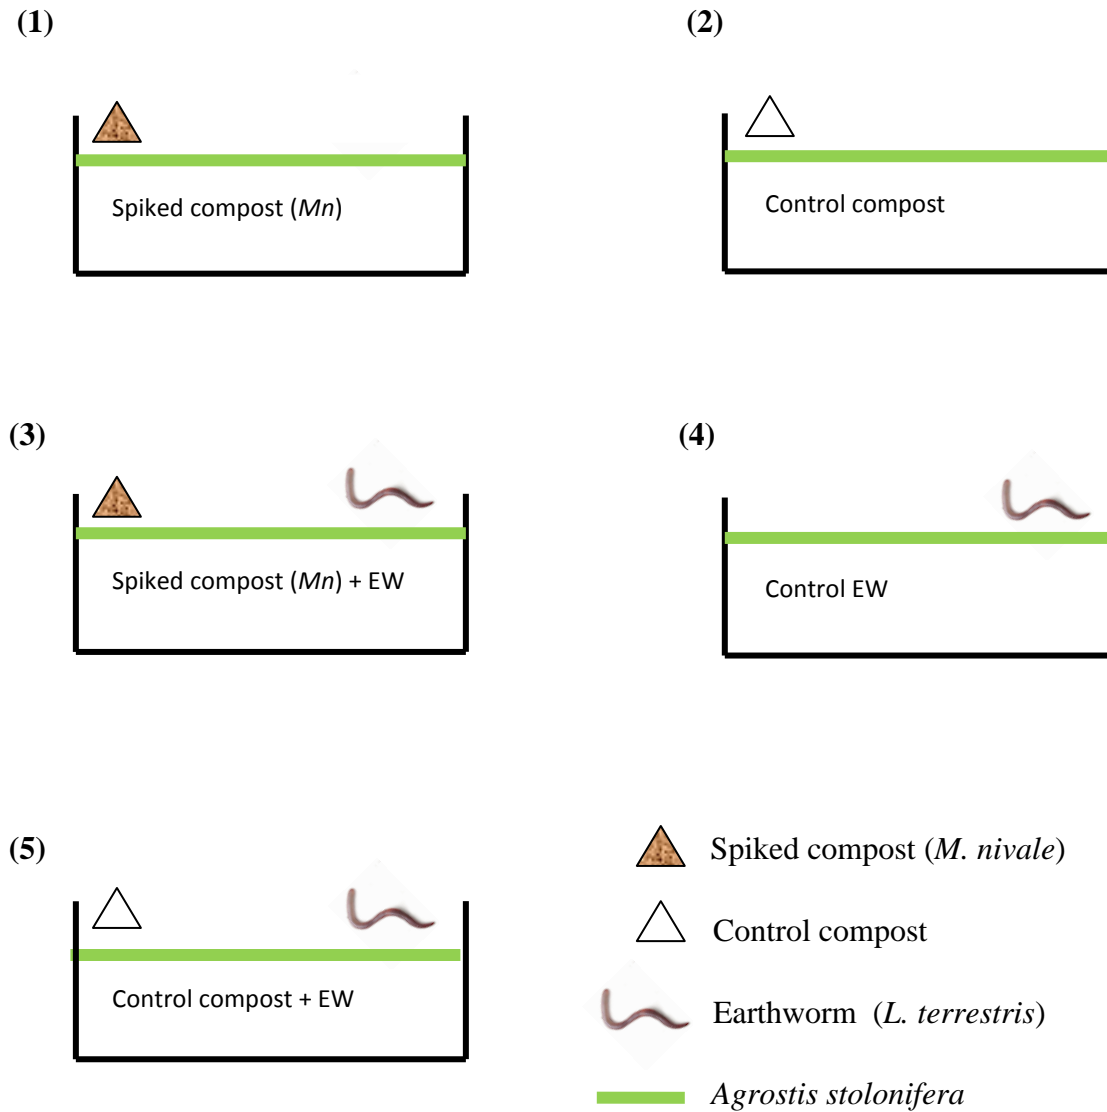 (1)
(2)
Spiked compost (Mn)
Control compost
(3)
(4)
Spiked compost (Mn) + EW
Control EW
(5)
Control compost + EW
Spiked compost (M. nivale)
Control compost
Earthworm (L. terrestris)
Agrostis stolonifera